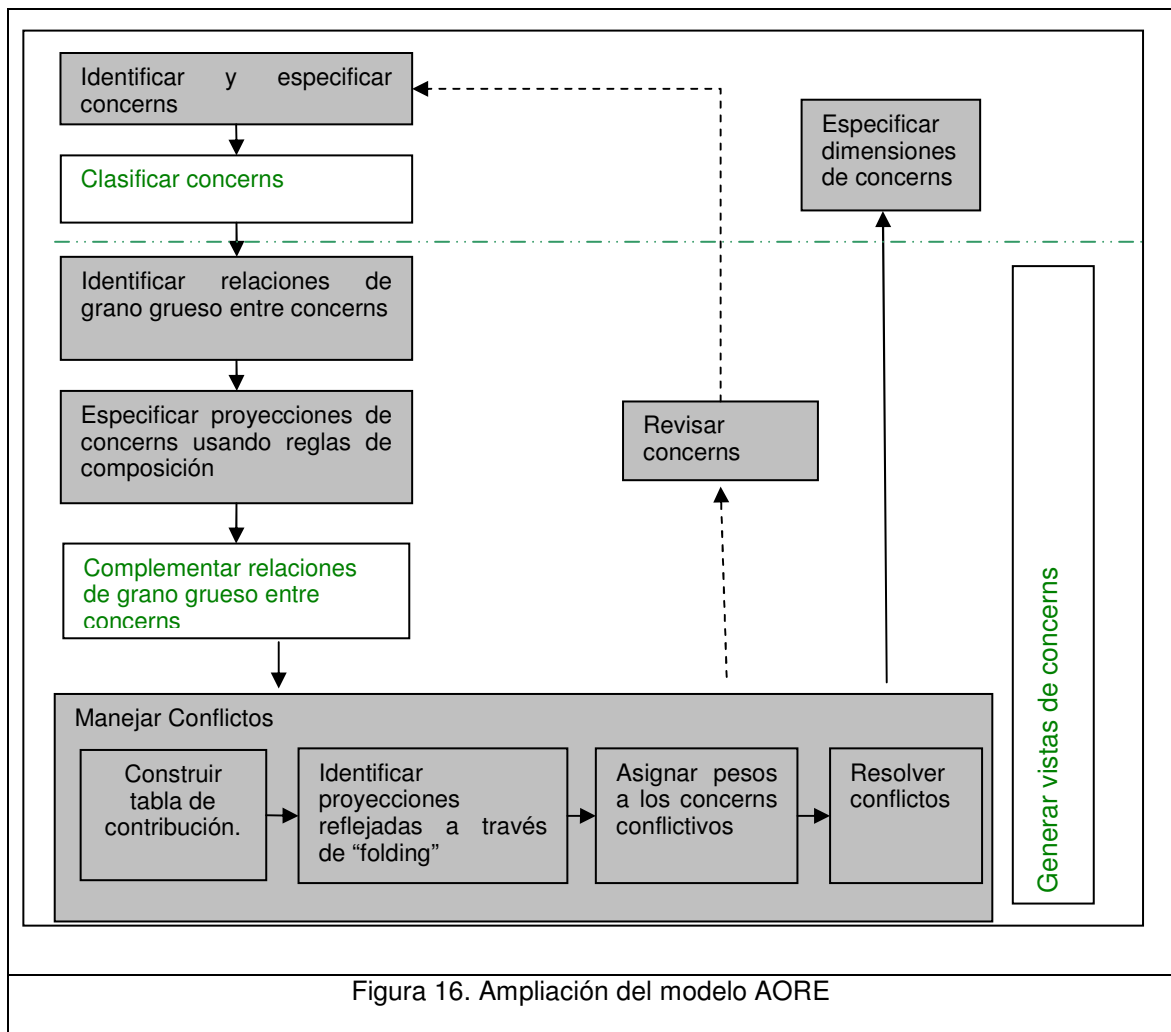 Identificar y especificar
concerns
Clasificar concerns
Identificar relaciones de
grano grueso entre concerns
Especificar proyecciones de
concerns usando reglas de
composición
Complementar relaciones
de grano grueso entre
concerns
Especificar
dimensiones
de concerns
Revisar
concerns
Manejar Conflictos
Construir
tabla de
contribución.
Identificar
proyecciones
reflejadas a través
de “folding”
Asignar pesos
a los concerns
conflictivos
Resolver
conflictos
Generar vistas de concerns
Figura 16. Ampliación del modelo AORE